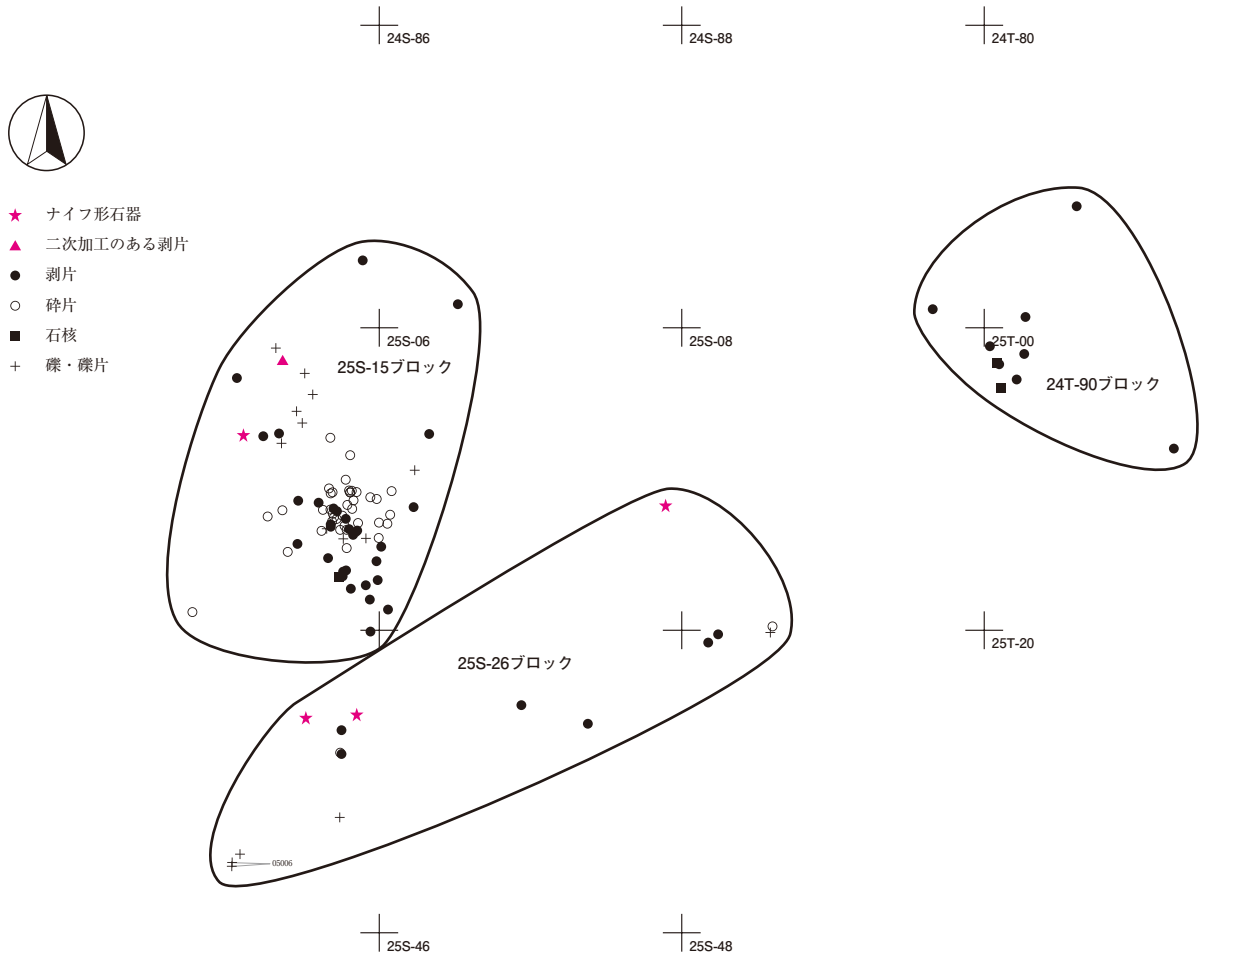 24S-86
24S-88
24T-80
ナイフ形石器
二次加工のある剥片
剥片
砕片
石核
礫・礫片
25S-06
25S-08
25T-00
25S-15ブロック
24T-90ブロック
25T-20
25S-26ブロック
05006
25S-46
25S-48